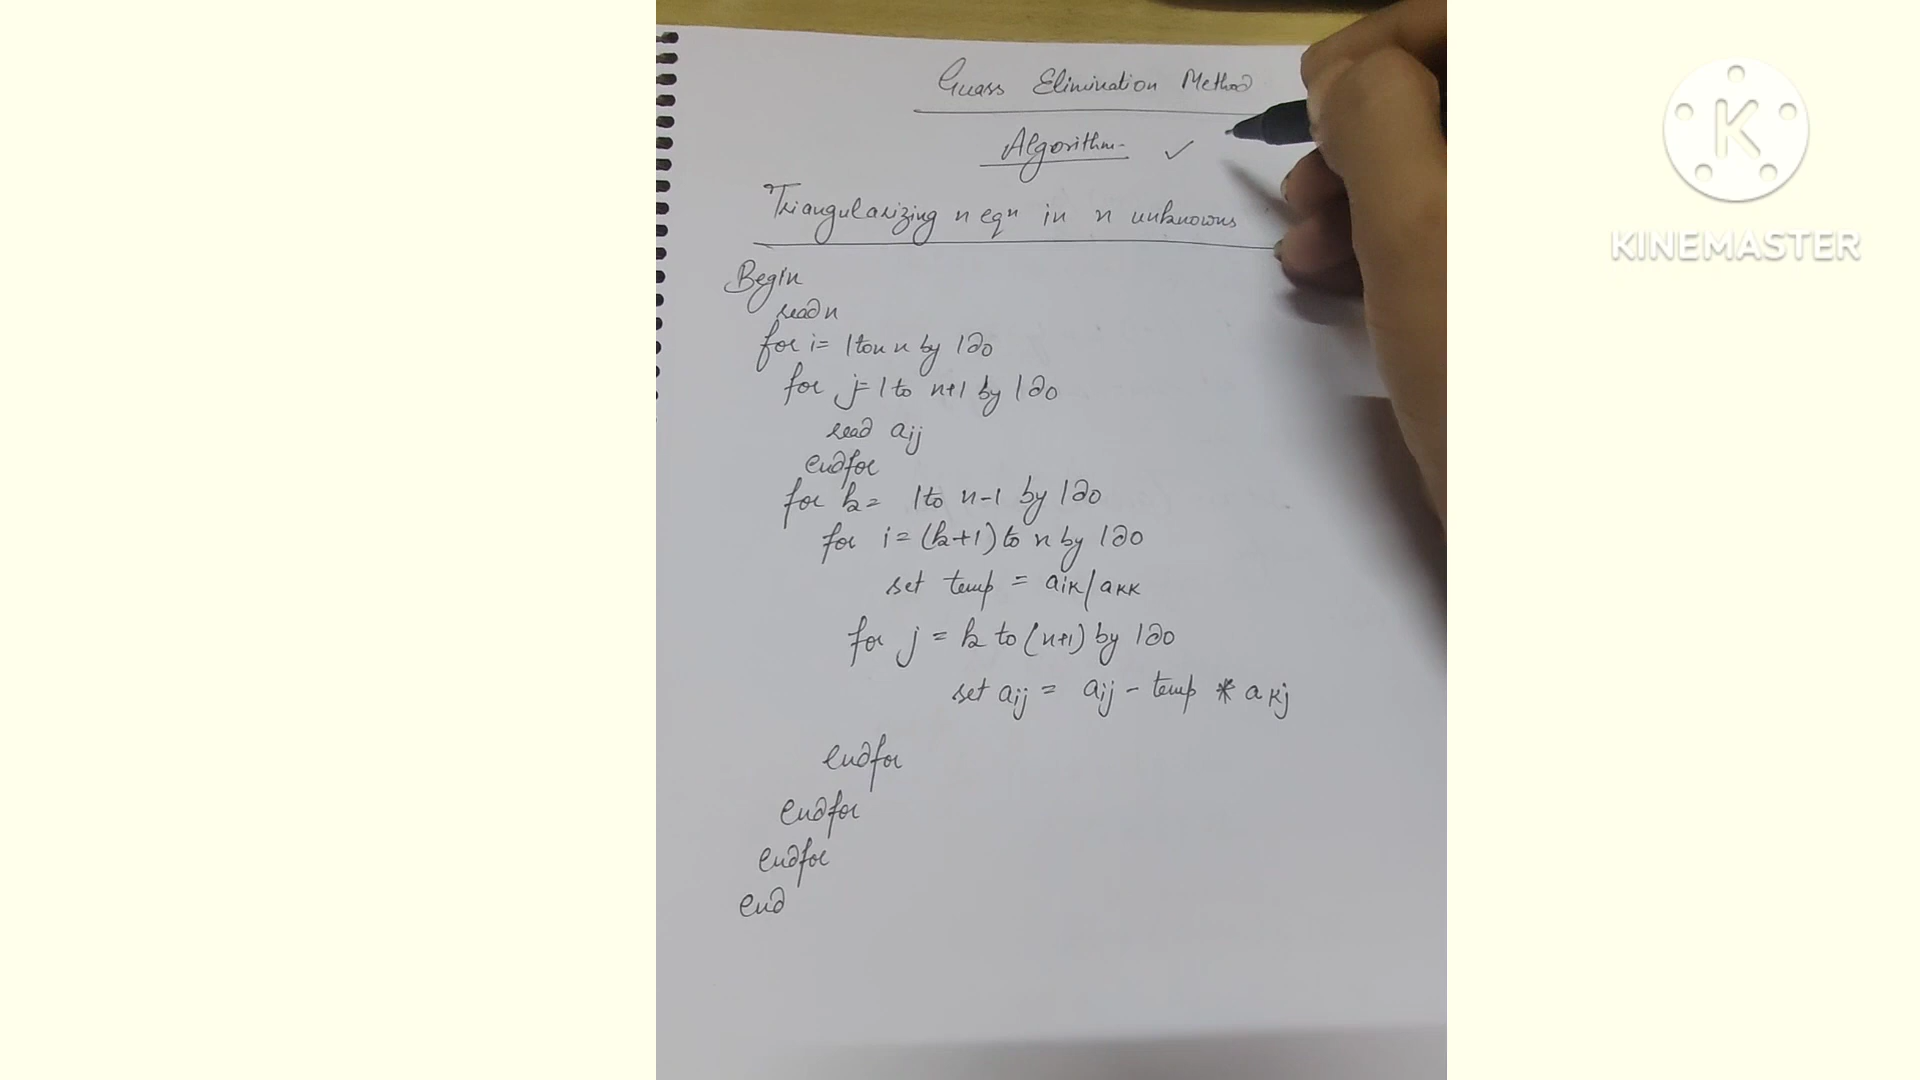 Guass Elimination Method
Algorithm- ✓
Triangularizing n eqn in n unknowns
Begin
read n
for i = 1 to n n by 1 do
for j = 1 to n+1 by 1 do
read aij
endfor
for k = 1 to n-1 by 1 do
for i = (k+1) to n by 1 do
set temp = aik/akk
for j = k to (n+1) by 1 do
set aij = aij - temp * akj
endfor
endfor
endfor
end
K
KINEMASTER